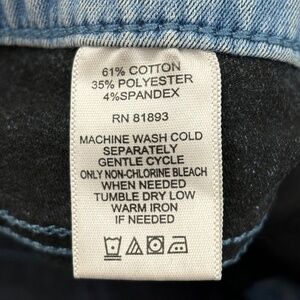 61% COTTON
35% POLYESTER
4%SPANDEX
RN 81893
MACHINE WASH COLD
SEPARATELY
GENTLE CYCLE
ONLY NON-CHLORINE BLEACH
WHEN NEEDED
TUMBLE DRY LOW
WARM IRON
IF NEEDED